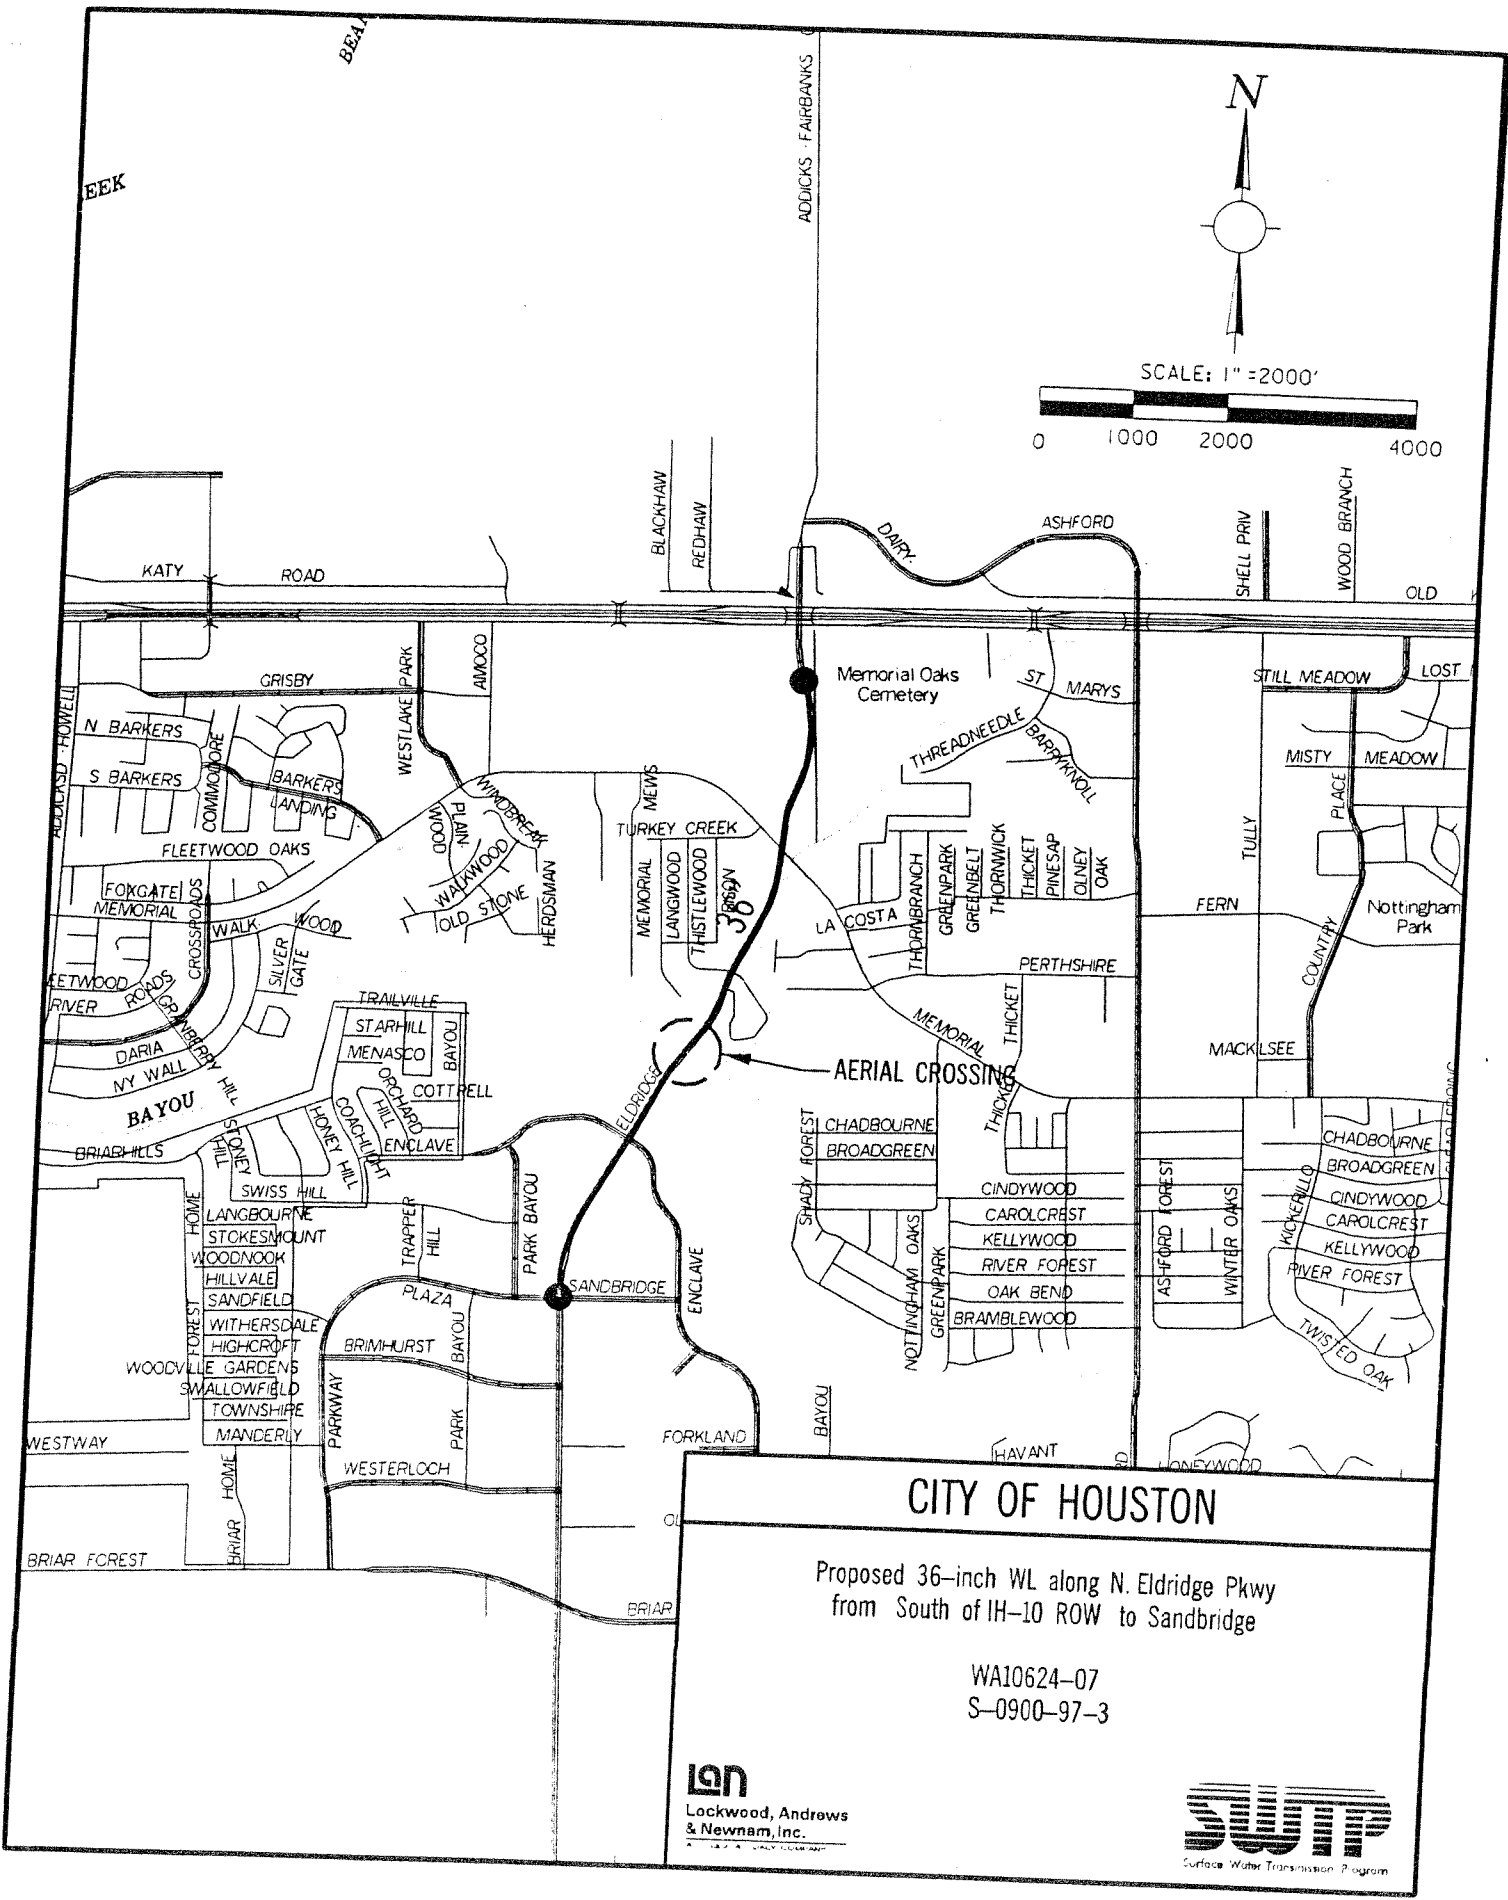 EEK
ADDICKS - FAIRBANKS
N
SCALE: 1" =2000'
0 1000 2000 4000
BLACKHAW
REDHAW
DAIRY
ASHFORD
SHELL PRIV
WOOD BRANCH
KATY ROAD
OLD
GRISBY
WESTLAKE PARK
AMOCO
Memorial Oaks
Cemetery
ST MARYS
STILL MEADOW
LOST
ADDICKSD - HOWELL
N BARKERS
S BARKERS
COMMODORE
BARKERS
LANDING
THREADNEEDLE
BARRYKNOLL
MISTY MEADOW
PLACE
WINDBREAK
PLAIN
WOOD
MEWS
TURKEY CREEK
TULLY
FLEETWOOD OAKS
WALKWOOD
OLD STONE
HERDSMAN
MEMORIAL
LANGWOOD
THISTLEWOOD
36"
THORNBRANCH
GREENPARK
GREENBELT
THORNWICK
THICKET
PINESAP
OLNEY
OAK
FOXGATE
MEMORIAL
CROSSROADS
WALK WOOD
SILVER
GATE
LA COSTA
FERN
Nottingham
Park
COUNTRY
PERTHSHIRE
EETWOOD
RIVER
ROADS
GRANBERRY HILL
DARIA
IVY WALL
BAYOU
TRAILVILLE
STARHILL
MENASCO
BAYOU
ORCHARD
HILL
COTTRELL
COACHLIGHT
HONEY HILL
ENCLAVE
STONEY
HILL
BRIARHILLS
SWISS HILL
ELDRIDGE
AERIAL CROSSING
MEMORIAL
THICKET
THICKET
MACKLSEE
SHADY FOREST
CHADBOURNE
BROADGREEN
CINDYWOOD
CAROLCREST
KELLYWOOD
RIVER FOREST
OAK BEND
BRAMBLEWOOD
NOTTINGHAM OAKS
GREENPARK
ASHFORD FOREST
WINTER OAKS
KICKERILLO
CHADBOURNE
BROADGREEN
CINDYWOOD
CAROLCREST
KELLYWOOD
RIVER FOREST
TWISTED OAK
HOME
FOREST
LANGBOURNE
STOKESMOUNT
WOODNOOK
HILLVALE
SANDFIELD
WITHERSDALE
HIGHCROFT
WOODVILLE GARDENS
SWALLOWFIELD
TOWNSHIRE
MANDERLY
TRAPPER
HILL
PARK BAYOU
PLAZA
SANDBRIDGE
ENCLAVE
BRIMHURST
PARKWAY
PARK BAYOU
WESTERLOCH
FORKLAND
BAYOU
HAVANT
HONEYWOOD
WESTWAY
BRIAR HOME
BRIAR FOREST
BRIAR
CITY OF HOUSTON
Proposed 36-inch WL along N. Eldridge Pkwy
from South of IH-10 ROW to Sandbridge
WA10624-07
S-0900-97-3
LAN
Lockwood, Andrews
& Newnam, Inc.
SWTP
Surface Water Transmission Program